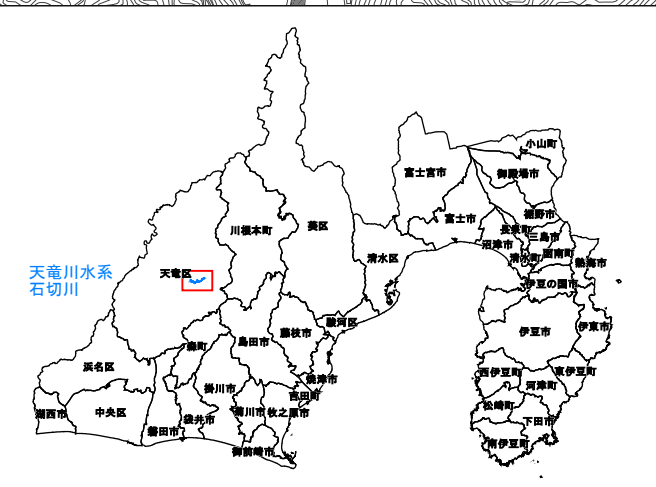 小山町
富士宮市
御殿場市
裾野市
葵区
川根本町
富士市
長泉町
三島市
沼津市
函南町
清水区
清水町
熱海市
天竜区
天竜川水系
石切川
伊豆の国市
駿河区
伊東市
藤枝市
伊豆市
島田市
森町
浜名区
西伊豆町
東伊豆町
焼津市
河津町
掛川市
吉田町
松崎町
湖西市
中央区
菊川市
牧之原市
袋井市
下田市
磐田市
南伊豆町
御前崎市